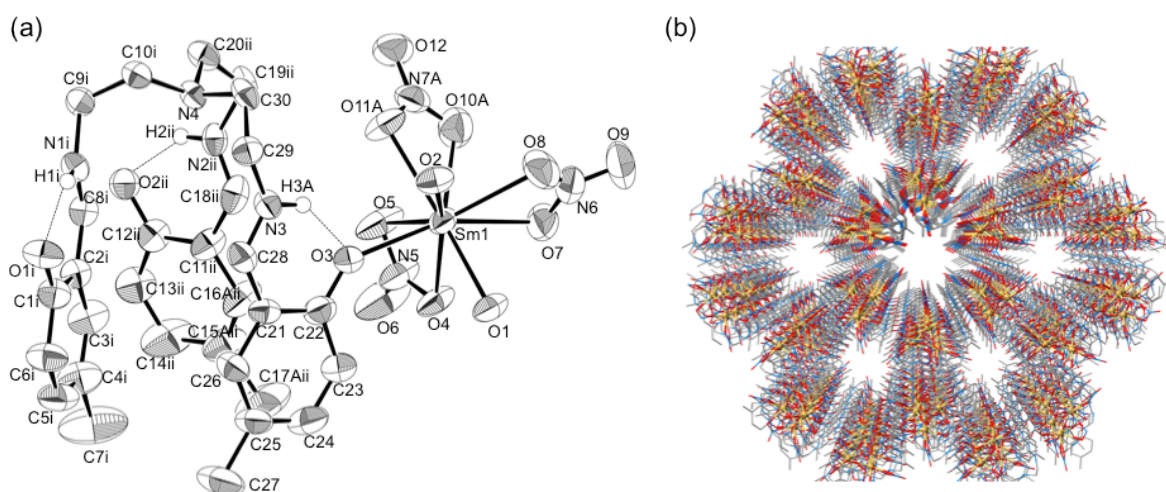 (a)
(b)
C20ii
C10i
O12
C9i
C19ii
N7A
C30
N4
O11A
O10A
H2ii
O8
O9
N1i
N2ii
C29
O2
H1i
H3A
O2ii
C18ii
O5
N6
C8i
N3
Sm1
O7
C12ii
O3
O1i
C11ii
C28
N5
C2i
C1i
C13ii
C16Aii
C21
C22
O6
O4
O1
C3i
C15Aii
C14ii
C6i
C4i
C26
C17Aii
C23
C5i
C25
C24
C7i
C27